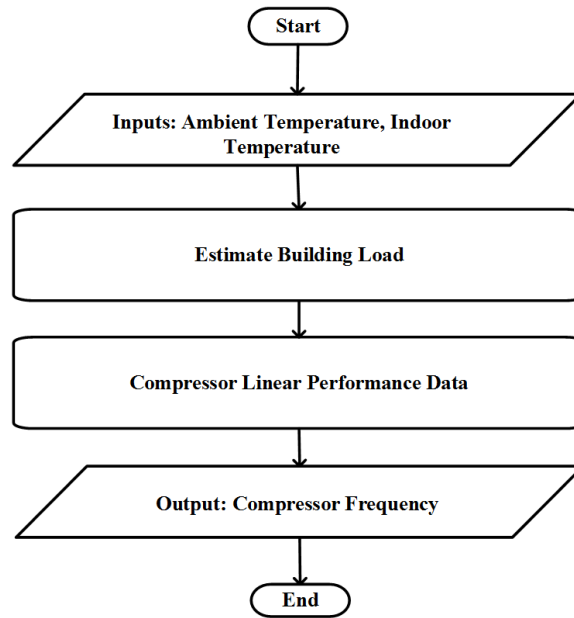 Start
Inputs: Ambient Temperature, Indoor
Temperature
Estimate Building Load
Compressor Linear Performance Data
Output: Compressor Frequency
End